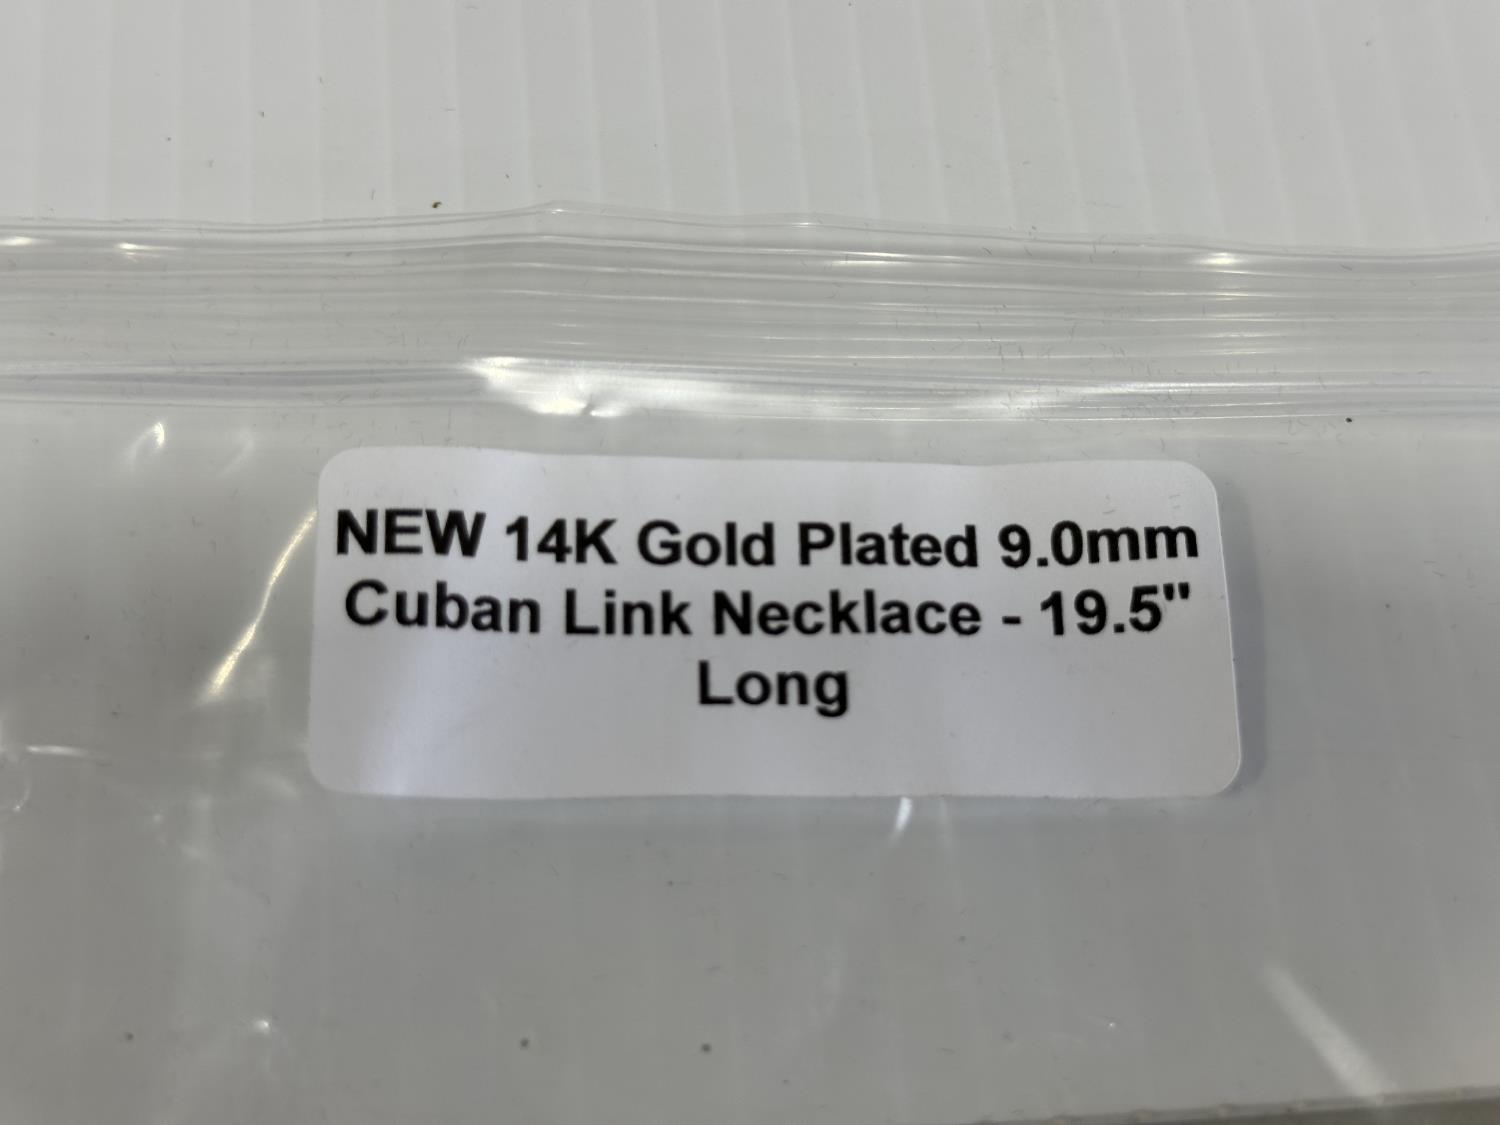 NEW 14K Gold Plated 9.0mm
Cuban Link Necklace - 19.5"
Long